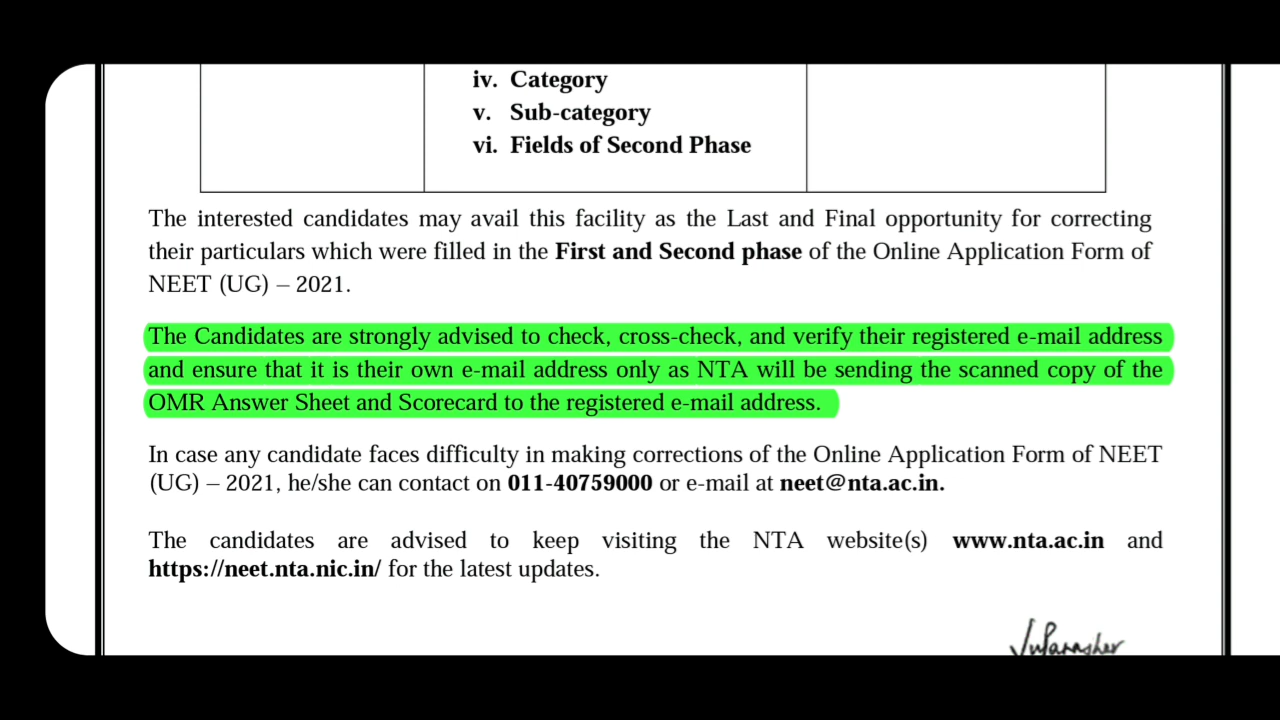 iv. Category
v. Sub-category
vi. Fields of Second Phase
The interested candidates may avail this facility as the Last and Final opportunity for correcting
their particulars which were filled in the First and Second phase of the Online Application Form of
NEET (UG) – 2021.
The Candidates are strongly advised to check, cross-check, and verify their registered e-mail address
and ensure that it is their own e-mail address only as NTA will be sending the scanned copy of the
OMR Answer Sheet and Scorecard to the registered e-mail address.
In case any candidate faces difficulty in making corrections of the Online Application Form of NEET
(UG) – 2021, he/she can contact on 011-40759000 or e-mail at neet@nta.ac.in.
The candidates are advised to keep visiting the NTA website(s) www.nta.ac.in and
https://neet.nta.nic.in/ for the latest updates.